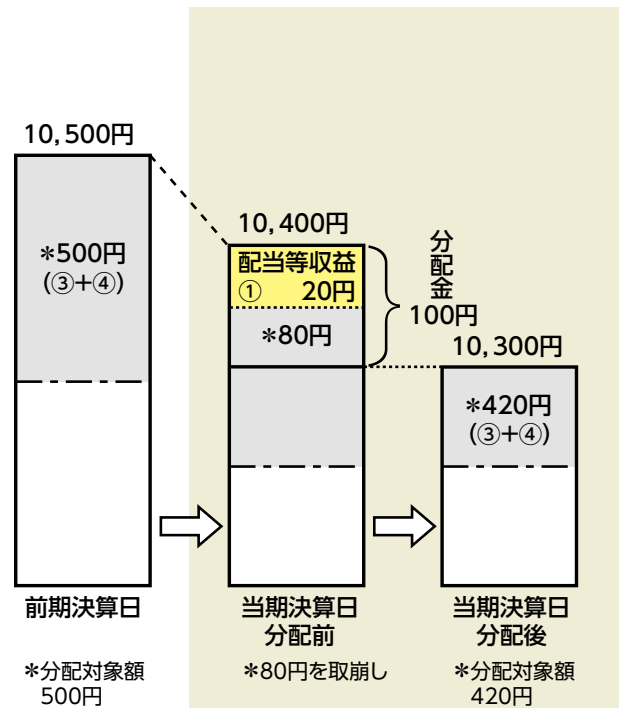 10,500円
＊500円
(③+④)
前期決算日
＊分配対象額
500円
10,400円
配当等収益
① 20円
＊80円
分配金
100円
当期決算日
分配前
＊80円を取崩し
10,300円
＊420円
(③+④)
当期決算日
分配後
＊分配対象額
420円